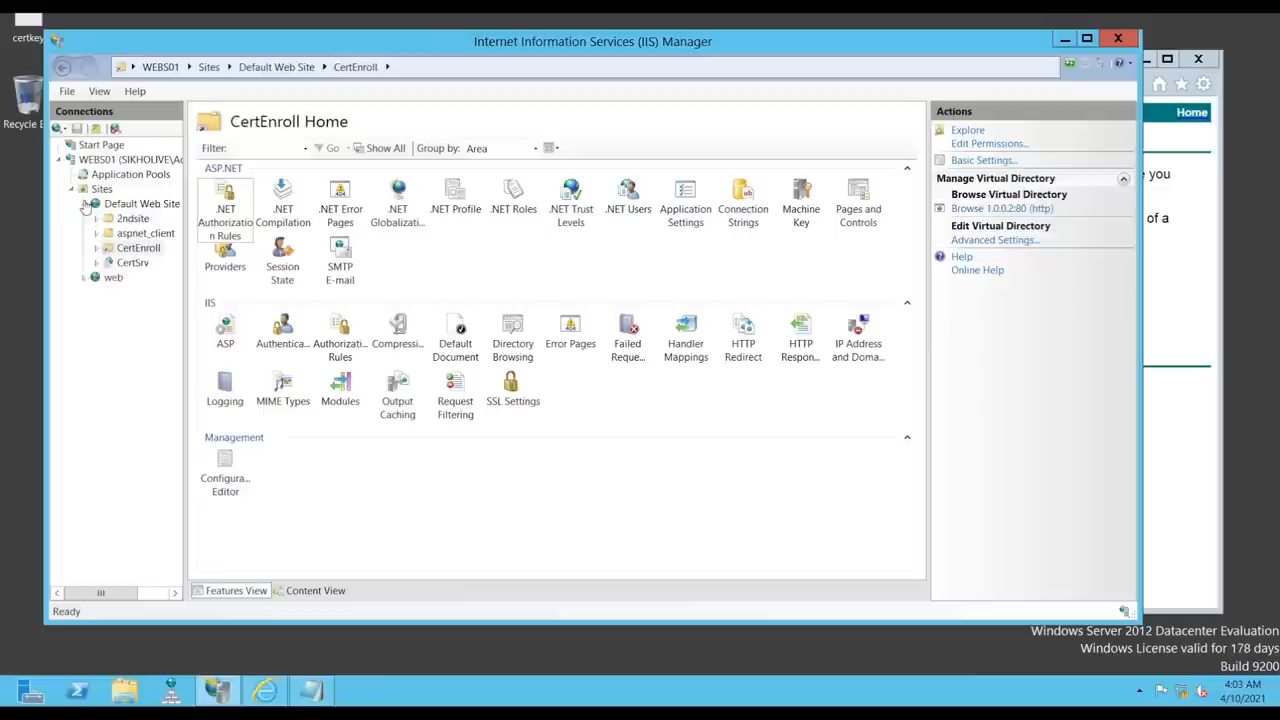 certkey
Recycle B
Internet Information Services (IIS) Manager
WEBS01 Sites Default Web Site CertEnroll
File View Help
Connections
Start Page
WEBS01 (SIKHOLIVE\Ad
Application Pools
Sites
Default Web Site
2ndsite
aspnet_client
CertEnroll
CertSrv
web
CertEnroll Home
Filter: Go Show All Group by: Area
ASP.NET
.NET Authorizatio n Rules
.NET Compilation
.NET Error Pages
.NET Globalizati...
.NET Profile
.NET Roles
.NET Trust Levels
.NET Users
Application Settings
Connection Strings
Machine Key
Pages and Controls
Providers
Session State
SMTP E-mail
IIS
ASP
Authentica...
Authorizati... Rules
Compressi...
Default Document
Directory Browsing
Error Pages
Failed Reque...
Handler Mappings
HTTP Redirect
HTTP Respon...
IP Address and Doma...
Logging
MIME Types
Modules
Output Caching
Request Filtering
SSL Settings
Management
Configura... Editor
Features View Content View
Ready
Actions
Explore
Edit Permissions...
Basic Settings...
Manage Virtual Directory
Browse Virtual Directory
Browse 1.0.0.2:80 (http)
Edit Virtual Directory
Advanced Settings...
Help
Online Help
Home
you
of a
Windows Server 2012 Datacenter Evaluation
Windows License valid for 178 days
Build 9200
4:03 AM
4/10/2021